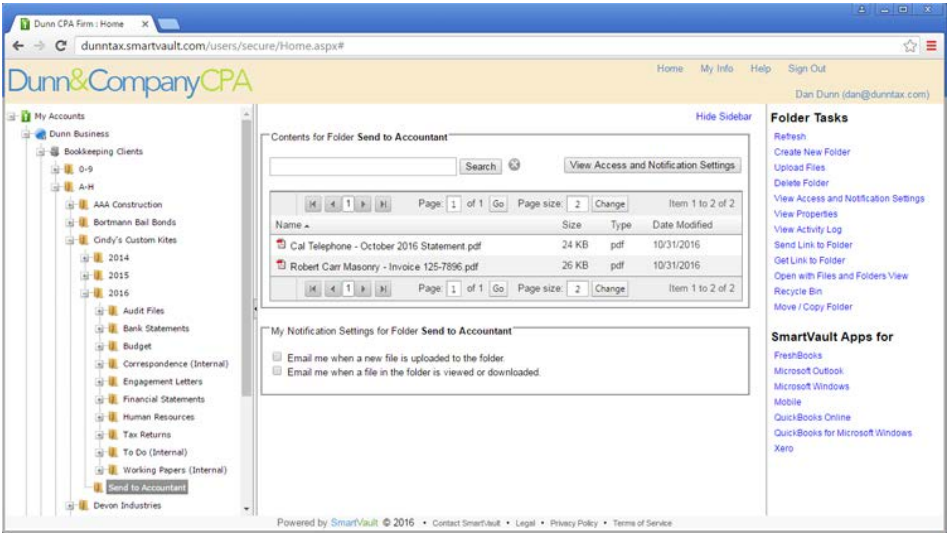 Dunn CPA Firm : Home
dunntax.smartvault.com/users/secure/Home.aspx#
Dunn&CompanyCPA
Home My Info Help Sign Out
Dan Dunn (dan@dunntax.com)
My Accounts
Dunn Business
Bookkeeping Clients
0-9
A-H
AAA Construction
Bortmann Bail Bonds
Cindy's Custom Kites
2014
2015
2016
Audit Files
Bank Statements
Budget
Correspondence (Internal)
Engagement Letters
Financial Statements
Human Resources
Tax Returns
To Do (Internal)
Working Papers (Internal)
Send to Accountant
Devon Industries
Hide Sidebar
Contents for Folder Send to Accountant
Search
View Access and Notification Settings
1 Page: 1 of 1 Go Page size: 2 Change Item 1 to 2 of 2
Name Size Type Date Modified
Cal Telephone - October 2016 Statement.pdf 24 KB pdf 10/31/2016
Robert Carr Masonry - Invoice 125-7896.pdf 26 KB pdf 10/31/2016
1 Page: 1 of 1 Go Page size: 2 Change Item 1 to 2 of 2
My Notification Settings for Folder Send to Accountant
Email me when a new file is uploaded to the folder.
Email me when a file in the folder is viewed or downloaded.
Folder Tasks
Refresh
Create New Folder
Upload Files
Delete Folder
View Access and Notification Settings
View Properties
View Activity Log
Send Link to Folder
Get Link to Folder
Open with Files and Folders View
Recycle Bin
Move / Copy Folder
SmartVault Apps for
FreshBooks
Microsoft Outlook
Microsoft Windows
Mobile
QuickBooks Online
QuickBooks for Microsoft Windows
Xero
Powered by SmartVault © 2016 • Contact SmartVault • Legal • Privacy Policy • Terms of Service